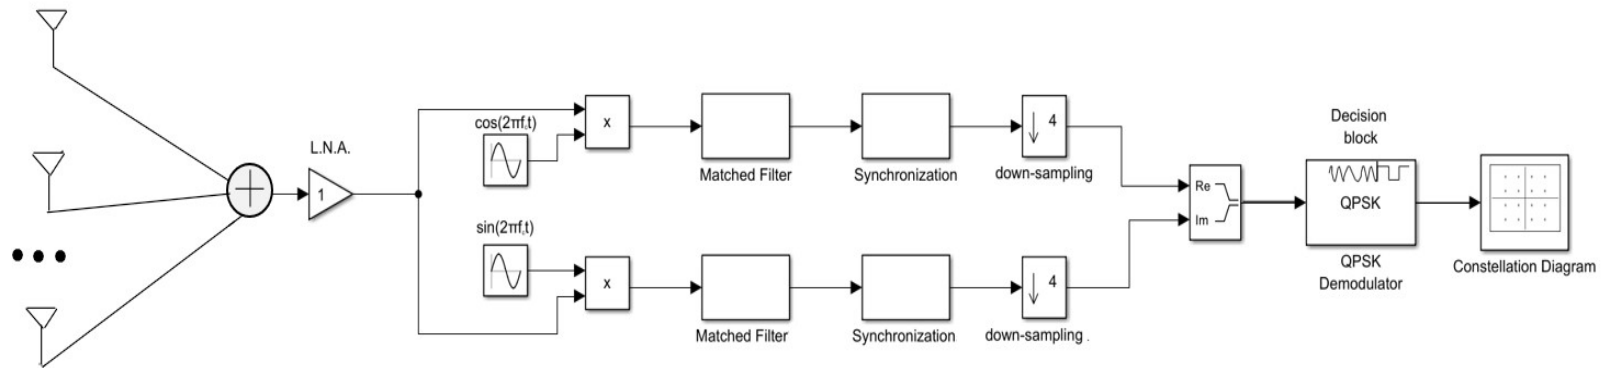 L.N.A.
1
cos(2πf꜀t)
x
Matched Filter
Synchronization
4
down-sampling
sin(2πf꜀t)
x
Matched Filter
Synchronization
4
down-sampling .
Re
Im
Decision
block
QPSK
QPSK
Demodulator
Constellation Diagram